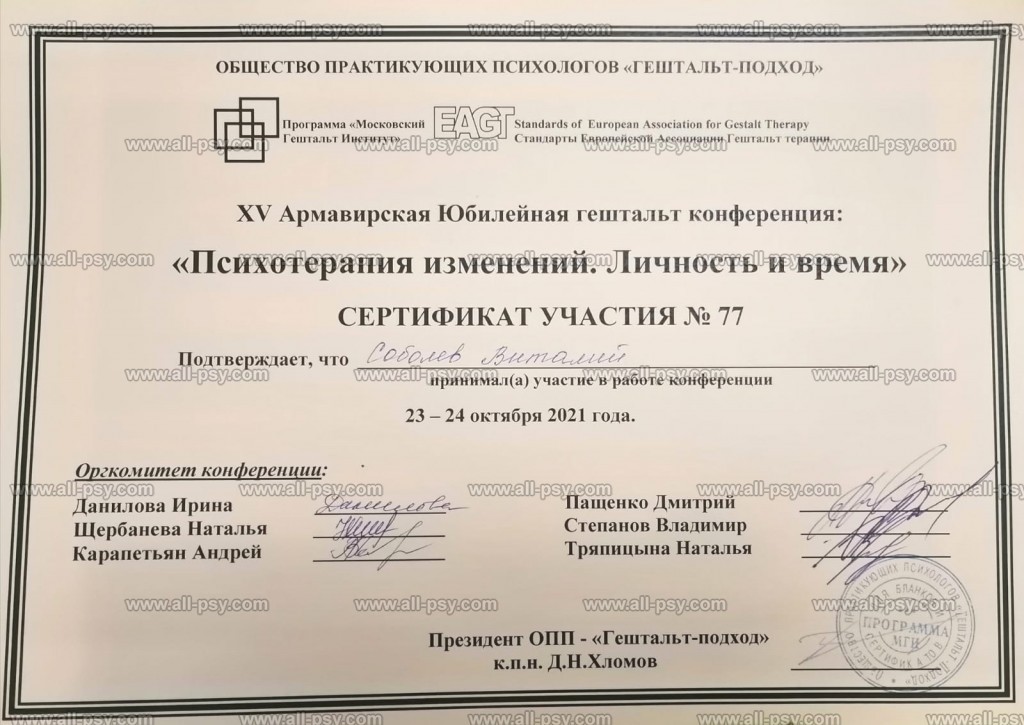 ОБЩЕСТВО ПРАКТИКУЮЩИХ ПСИХОЛОГОВ «ГЕШТАЛЬТ-ПОДХОД»
Программа «Московский
Гештальт Институт»
EAGT
Standards of European Association for Gestalt Therapy
Стандарты Европейской Ассоциации Гештальт терапии
XV Армавирская Юбилейная гештальт конференция:
«Психотерапия изменений. Личность и время»
СЕРТИФИКАТ УЧАСТИЯ № 77
Подтверждает, что Соболев Виталий
принимал(а) участие в работе конференции
23 – 24 октября 2021 года.
Оргкомитет конференции:
Данилова Ирина Данилова
Щербанева Наталья
Карапетьян Андрей
Пащенко Дмитрий
Степанов Владимир
Тряпицына Наталья
Президент ОПП - «Гештальт-подход»
к.п.н. Д.Н.Хломов
ПРОГРАММА
МГИ
www.all-psy.com